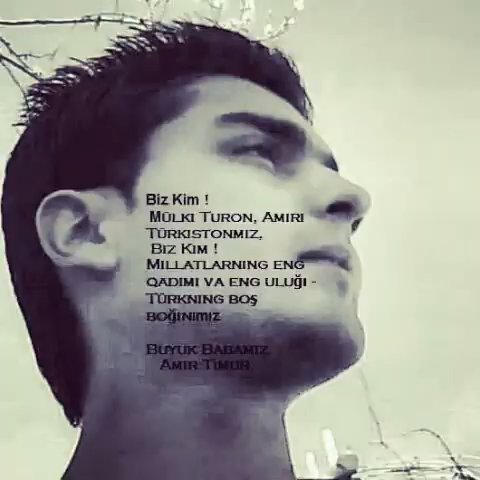 Biz Kim !
Mülki Turon, Amiri
Türkistonmiz,
Biz Kim !
Millatlarning eng
qadimi va eng uluği -
Türkning boş
boğinimiz
Buyuk Babamiz
Amir Timur